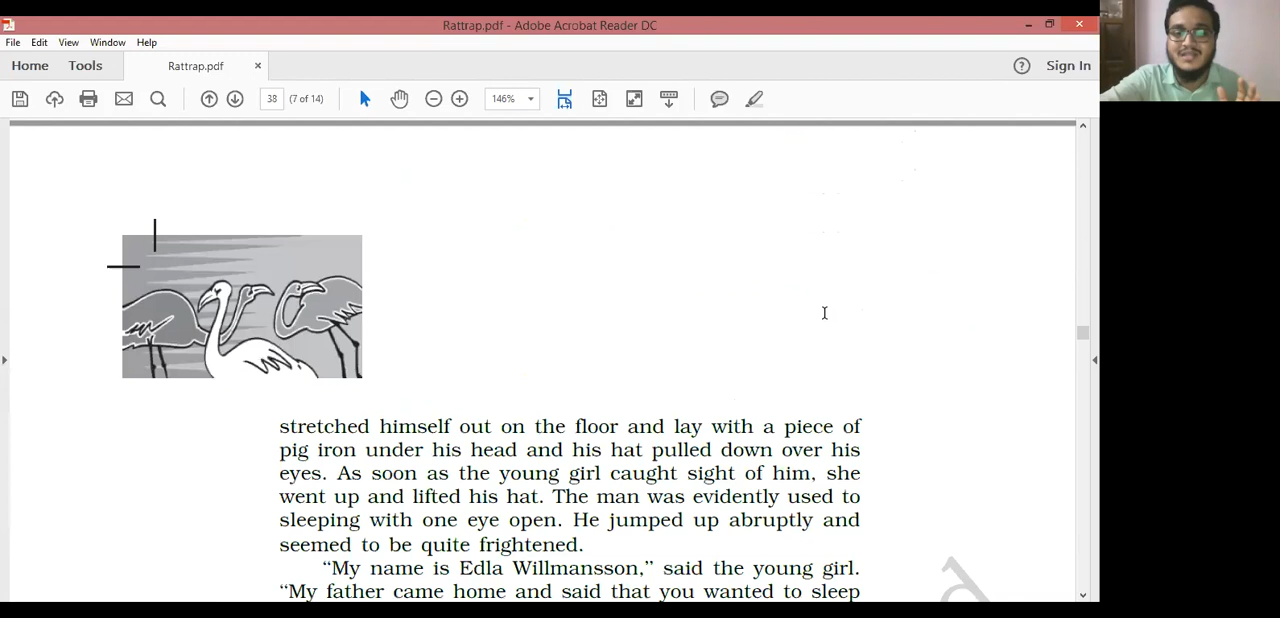 Rattrap.pdf - Adobe Acrobat Reader DC
File Edit View Window Help
Home Tools Rattrap.pdf × Sign In
38 (7 of 14) 146%
stretched himself out on the floor and lay with a piece of
pig iron under his head and his hat pulled down over his
eyes. As soon as the young girl caught sight of him, she
went up and lifted his hat. The man was evidently used to
sleeping with one eye open. He jumped up abruptly and
seemed to be quite frightened.
“My name is Edla Willmansson,” said the young girl.
“My father came home and said that you wanted to sleep